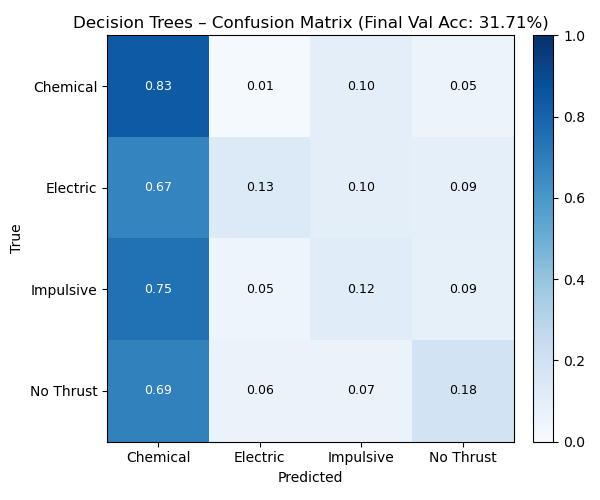 Decision Trees – Confusion Matrix (Final Val Acc: 31.71%)
True
Chemical 0.83 0.01 0.10 0.05
Electric 0.67 0.13 0.10 0.09
Impulsive 0.75 0.05 0.12 0.09
No Thrust 0.69 0.06 0.07 0.18
Chemical Electric Impulsive No Thrust
Predicted
1.0
0.8
0.6
0.4
0.2
0.0